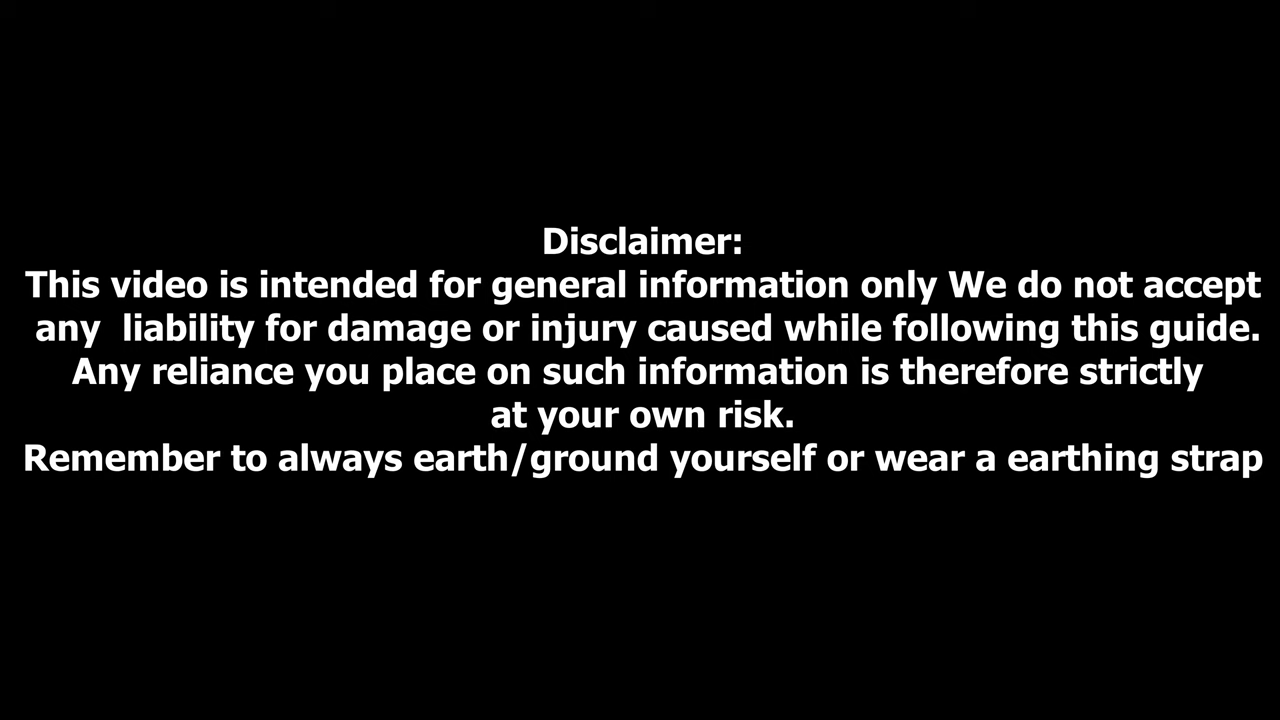 Disclaimer:
This video is intended for general information only We do not accept
any  liability for damage or injury caused while following this guide.
Any reliance you place on such information is therefore strictly
at your own risk.
Remember to always earth/ground yourself or wear a earthing strap